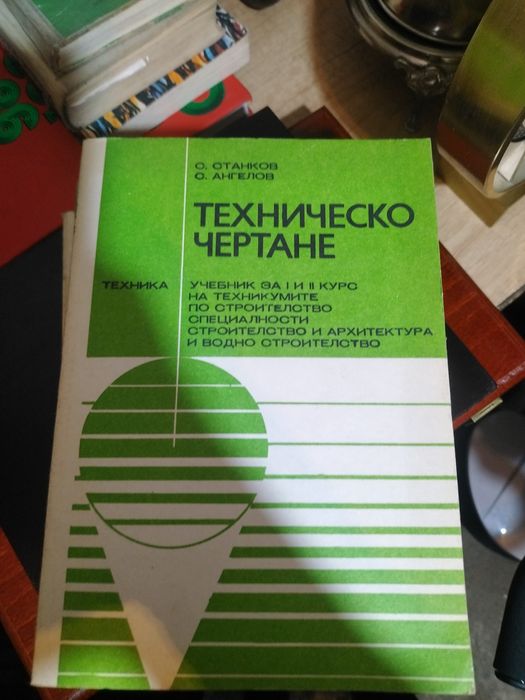 С. СТАНКОВ
С. АНГЕЛОВ
ТЕХНИЧЕСКО
ЧЕРТАНЕ
ТЕХНИКА
УЧЕБНИК ЗА I И II КУРС
НА ТЕХНИКУМИТЕ
ПО СТРОИТЕЛСТВО
СПЕЦИАЛНОСТИ
СТРОИТЕЛСТВО И АРХИТЕКТУРА
И ВОДНО СТРОИТЕЛСТВО